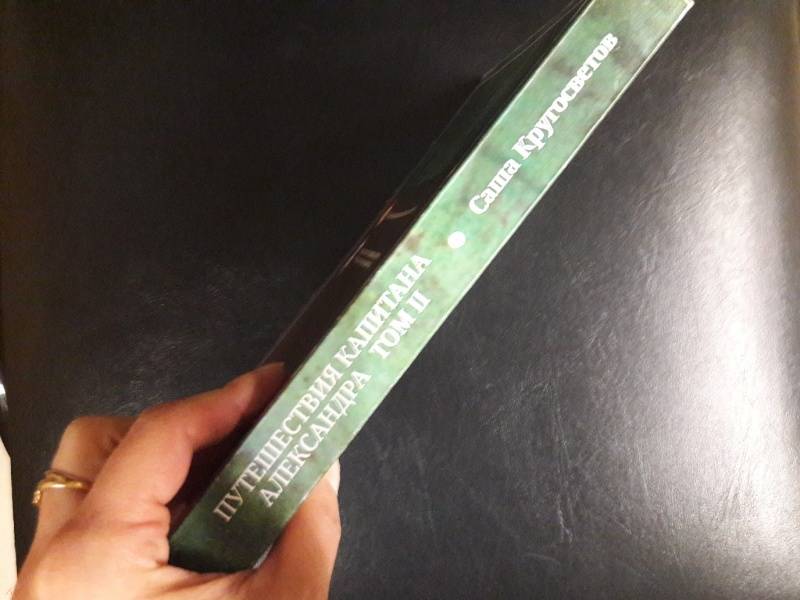 ПУТЕШЕСТВИЯ КАПИТАНА
АЛЕКСАНДРА ТОМ II
Саша Кругосветов